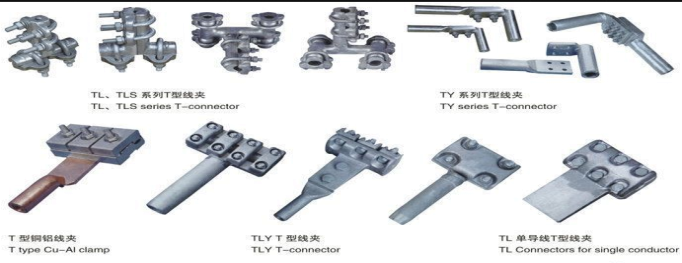 TL、TLS 系列T型线夹
TL、TLS series T-connector
TY 系列T型线夹
TY series T-connector
T 型铜铝线夹
T type Cu-Al clamp
TLY T 型线夹
TLY T-connector
TL 单导线T型线夹
TL Connectors for single conductor